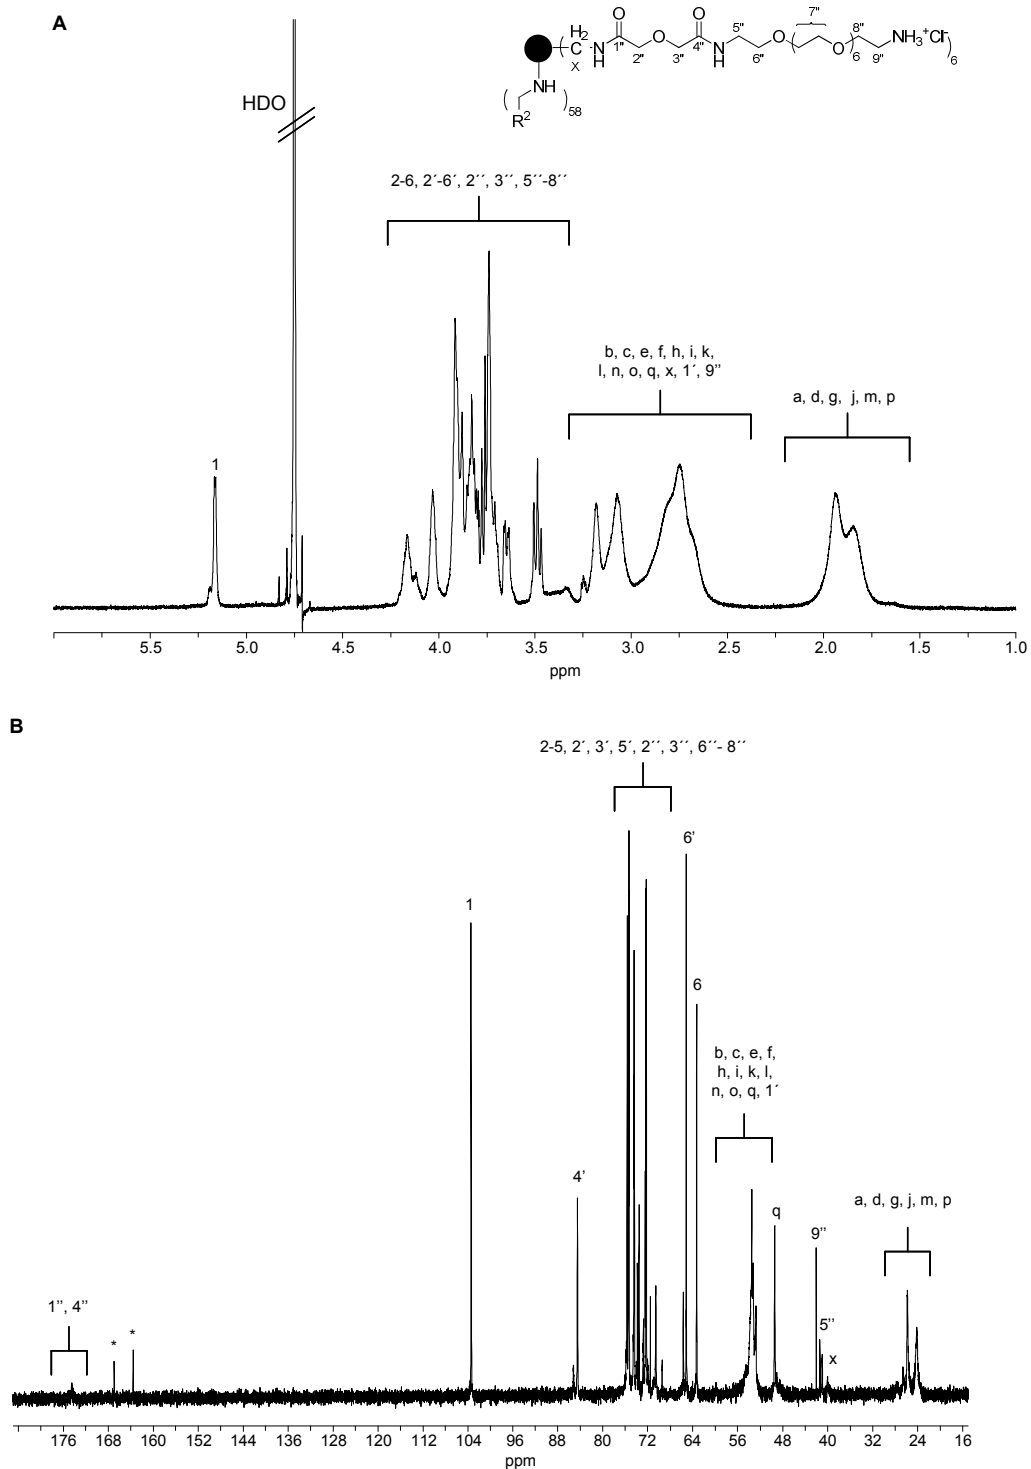 A
H2
C
X
NH
58
R2
N
H
O
1"
2"
O
3"
O
4"
N
H
5"
6"
O
7"
O
6
8"
9"
NH3+Cl-
6
HDO
2-6, 2´-6´, 2´´, 3´´, 5´´-8´´
b, c, e, f, h, i, k,
l, n, o, q, x, 1´, 9”
a, d, g, j, m, p
1
5.5 5.0 4.5 4.0 3.5 3.0 2.5 2.0 1.5 1.0
ppm
B
2-5, 2´, 3´, 5´, 2´´, 3´´, 6´´- 8´´
6’
1
6
b, c, e, f,
h, i, k, l,
n, o, q, 1´
4’
a, d, g, j, m, p
q
9”
1”, 4”
5”
*
*
x
176 168 160 152 144 136 128 120 112 104 96 88 80 72 64 56 48 40 32 24 16
ppm